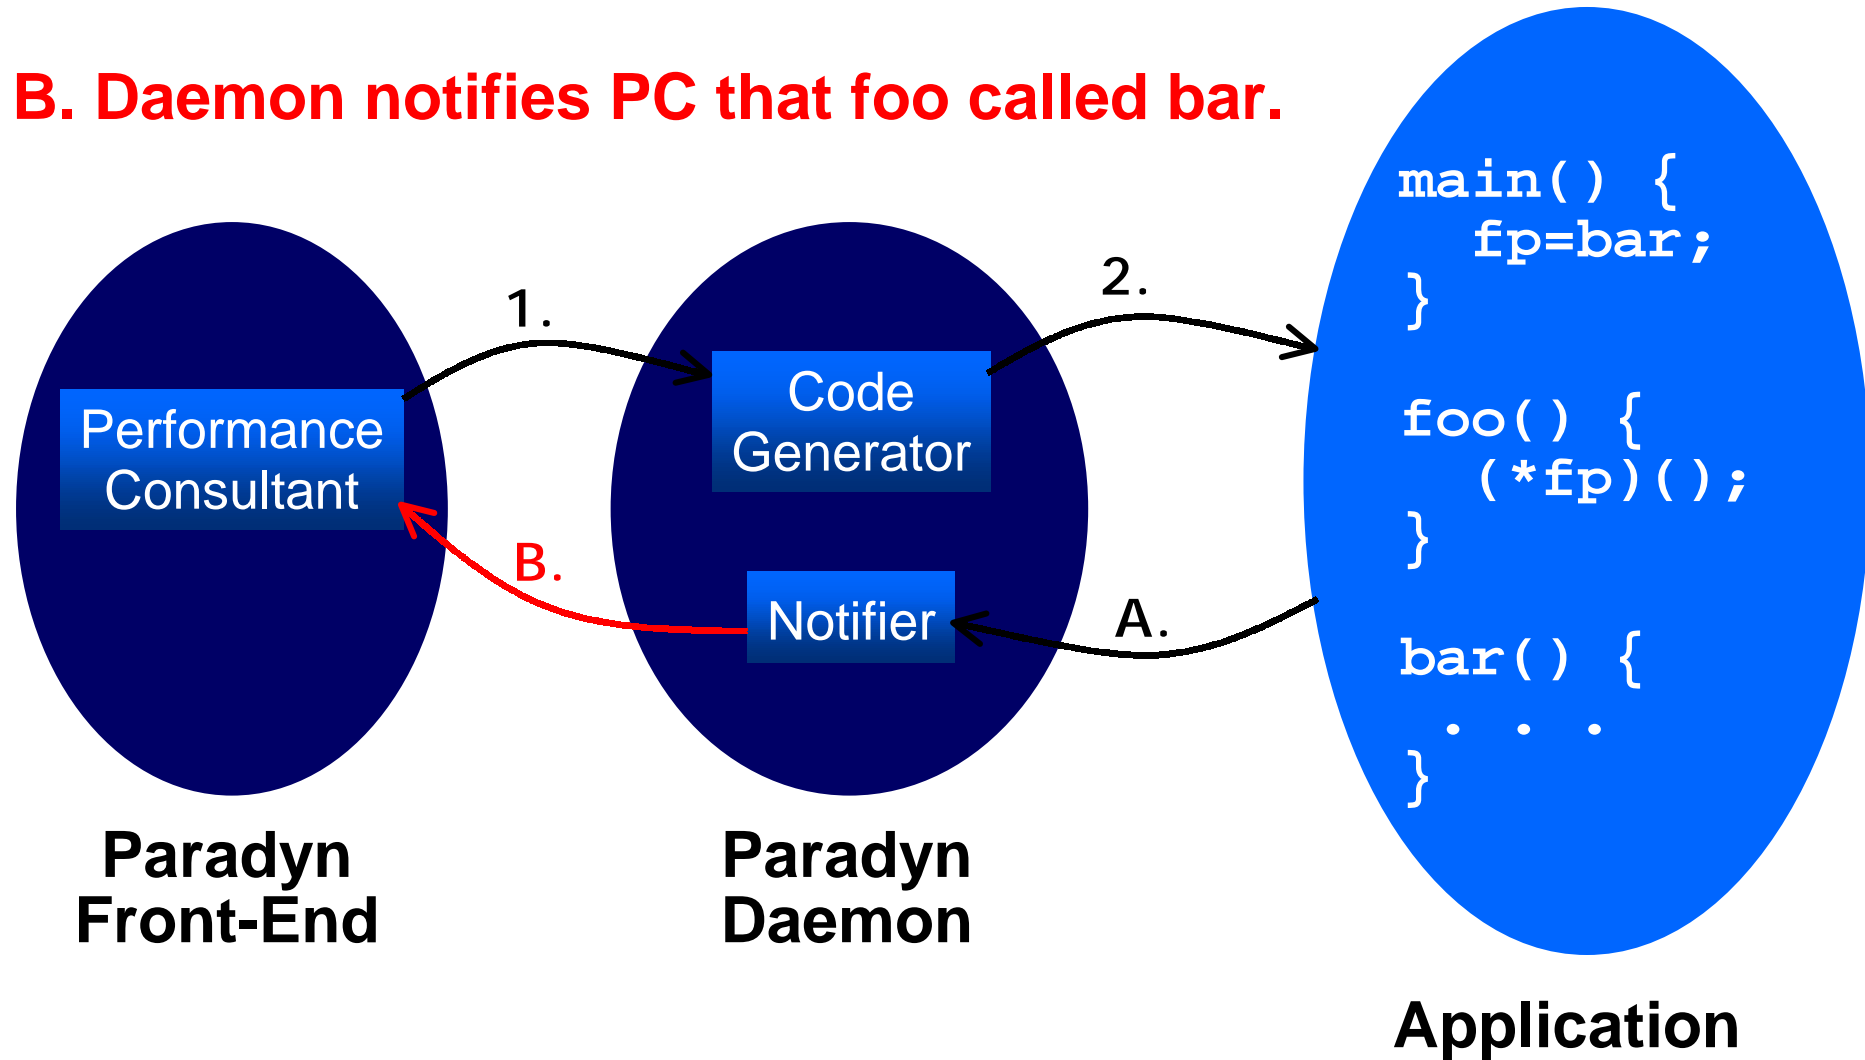 B. Daemon notifies PC that foo called bar.
1.
2.
Performance
Consultant
Code
Generator
B.
Notifier
A.
main() {
fp=bar;
}
foo() {
(*fp)();
}
bar() {
. . .
}
Paradyn
Front-End
Paradyn
Daemon
Application